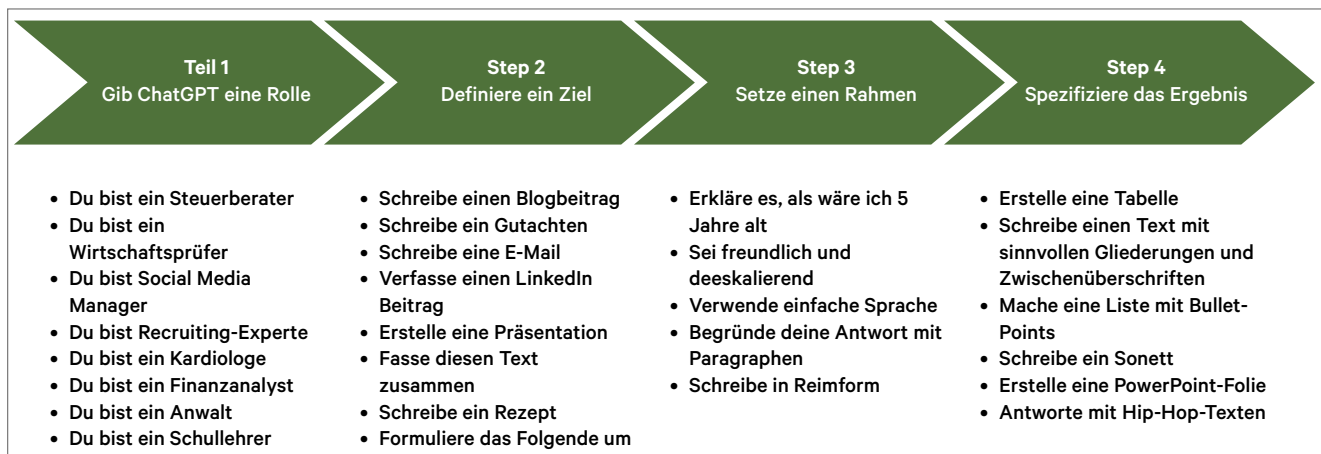 Teil 1
Gib ChatGPT eine Rolle
Step 2
Definiere ein Ziel
Step 3
Setze einen Rahmen
Step 4
Spezifiziere das Ergebnis
• Du bist ein Steuerberater
• Du bist ein
Wirtschaftsprüfer
• Du bist Social Media
Manager
• Du bist Recruiting-Experte
• Du bist ein Kardiologe
• Du bist ein Finanzanalyst
• Du bist ein Anwalt
• Du bist ein Schullehrer
• Schreibe einen Blogbeitrag
• Schreibe ein Gutachten
• Schreibe eine E-Mail
• Verfasse einen LinkedIn
Beitrag
• Erstelle eine Präsentation
• Fasse diesen Text
zusammen
• Schreibe ein Rezept
• Formuliere das Folgende um
• Erkläre es, als wäre ich 5
Jahre alt
• Sei freundlich und
deeskalierend
• Verwende einfache Sprache
• Begründe deine Antwort mit
Paragraphen
• Schreibe in Reimform
• Erstelle eine Tabelle
• Schreibe einen Text mit
sinnvollen Gliederungen und
Zwischenüberschriften
• Mache eine Liste mit Bullet-
Points
• Schreibe ein Sonett
• Erstelle eine PowerPoint-Folie
• Antworte mit Hip-Hop-Texten